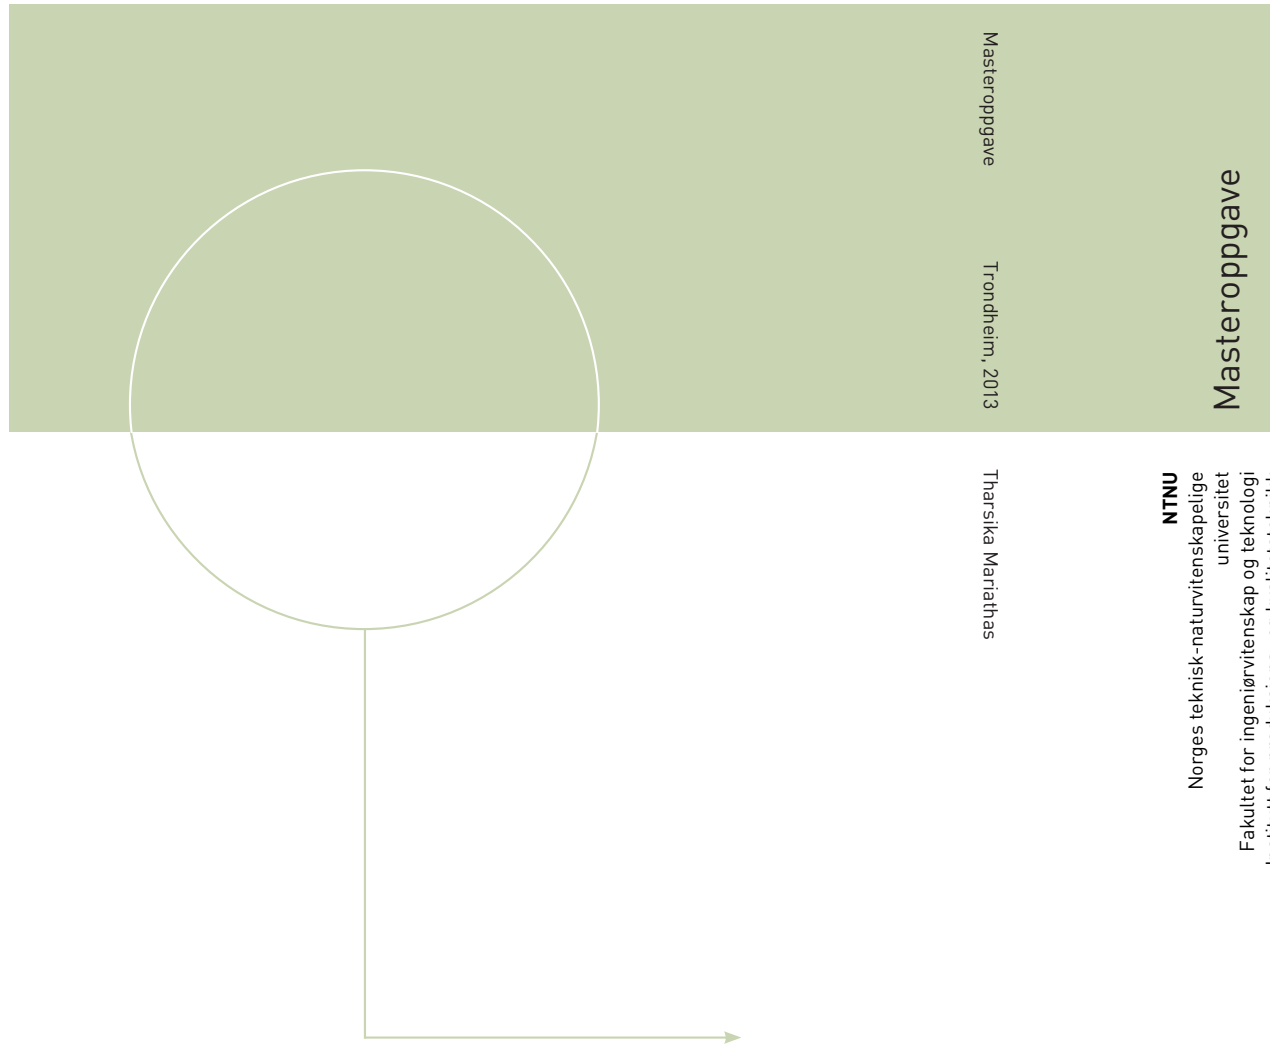 Masteroppgave
Trondheim, 2013
Tharsika Mariathas
Masteroppgave
NTNU
Norges teknisk-naturvitenskapelige
universitet
Fakultet for ingeniørvitenskap og teknologi